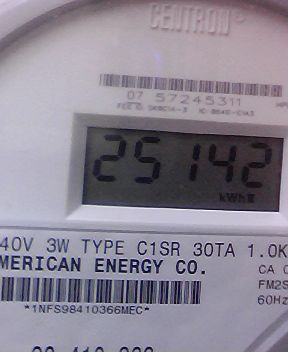 CENTRON®
07 57245311
25142
kWh
40V 3W TYPE C1SR 30TA 1.0K
MERICAN ENERGY CO.
CA 0
FM2S
60Hz
*1NFS98410366MEC*